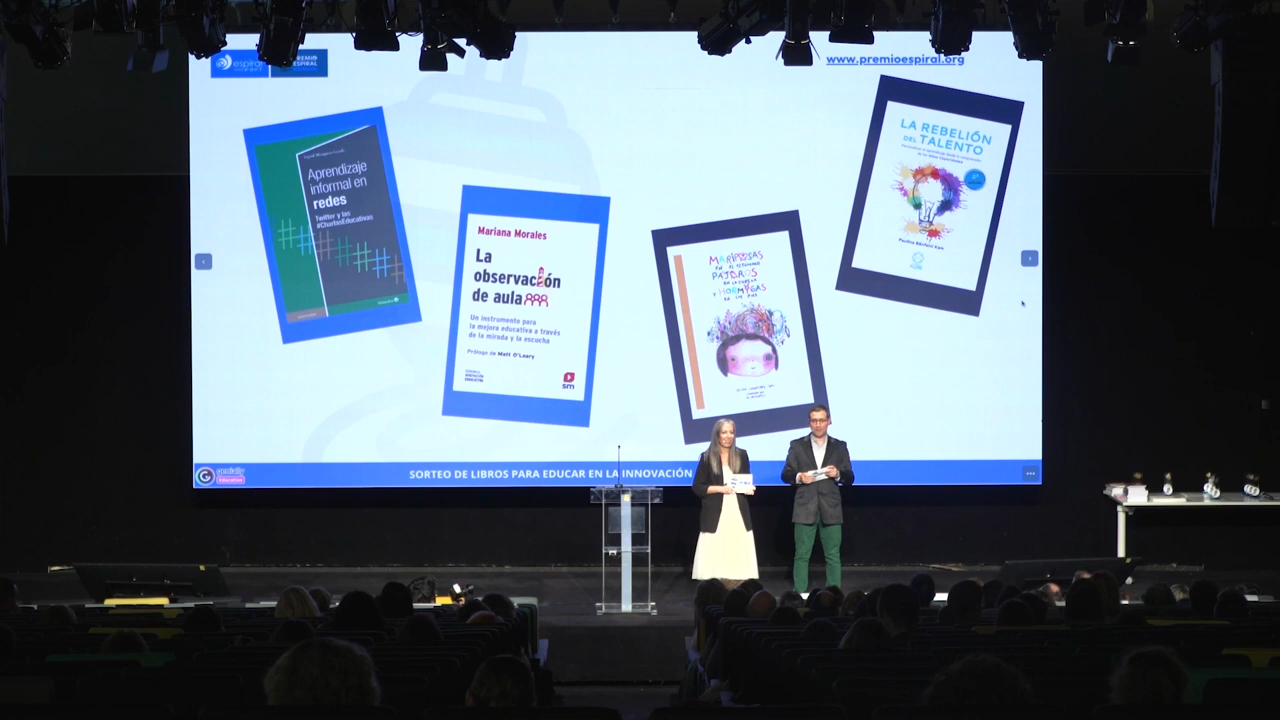 espiral
PREMIO
ESPIRAL
www.premioespiral.org
Aprendizaje
informal en
redes
Twitter y las
#CharlasEducativas
Mariana Morales
La
observación
de aula
Un instrumento para
la mejora educativa a través
de la mirada y la escucha
Prólogo de Matt O'Leary
sm
MARIPOSAS
EN EL ESTÓMAGO
PÁJAROS
EN LA CABEZA
Y HORMIGAS
EN LOS PIES
LA REBELIÓN
DEL TALENTO
genially
Education
SORTEO DE LIBROS PARA EDUCAR EN LA INNOVACIÓN